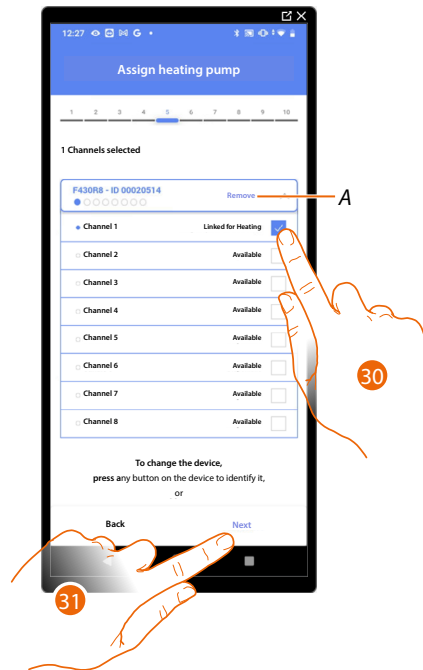 12:27 G
Assign heating pump
1 2 3 4 5 6 7 8 9 10
1 Channels selected
F430R8 - ID 00020514
Remove
A
Channel 1 Linked for Heating
Channel 2 Available
Channel 3 Available
Channel 4 Available
Channel 5 Available
Channel 6 Available
Channel 7 Available
Channel 8 Available
30
To change the device,
press any button on the device to identify it,
or
Back Next
31